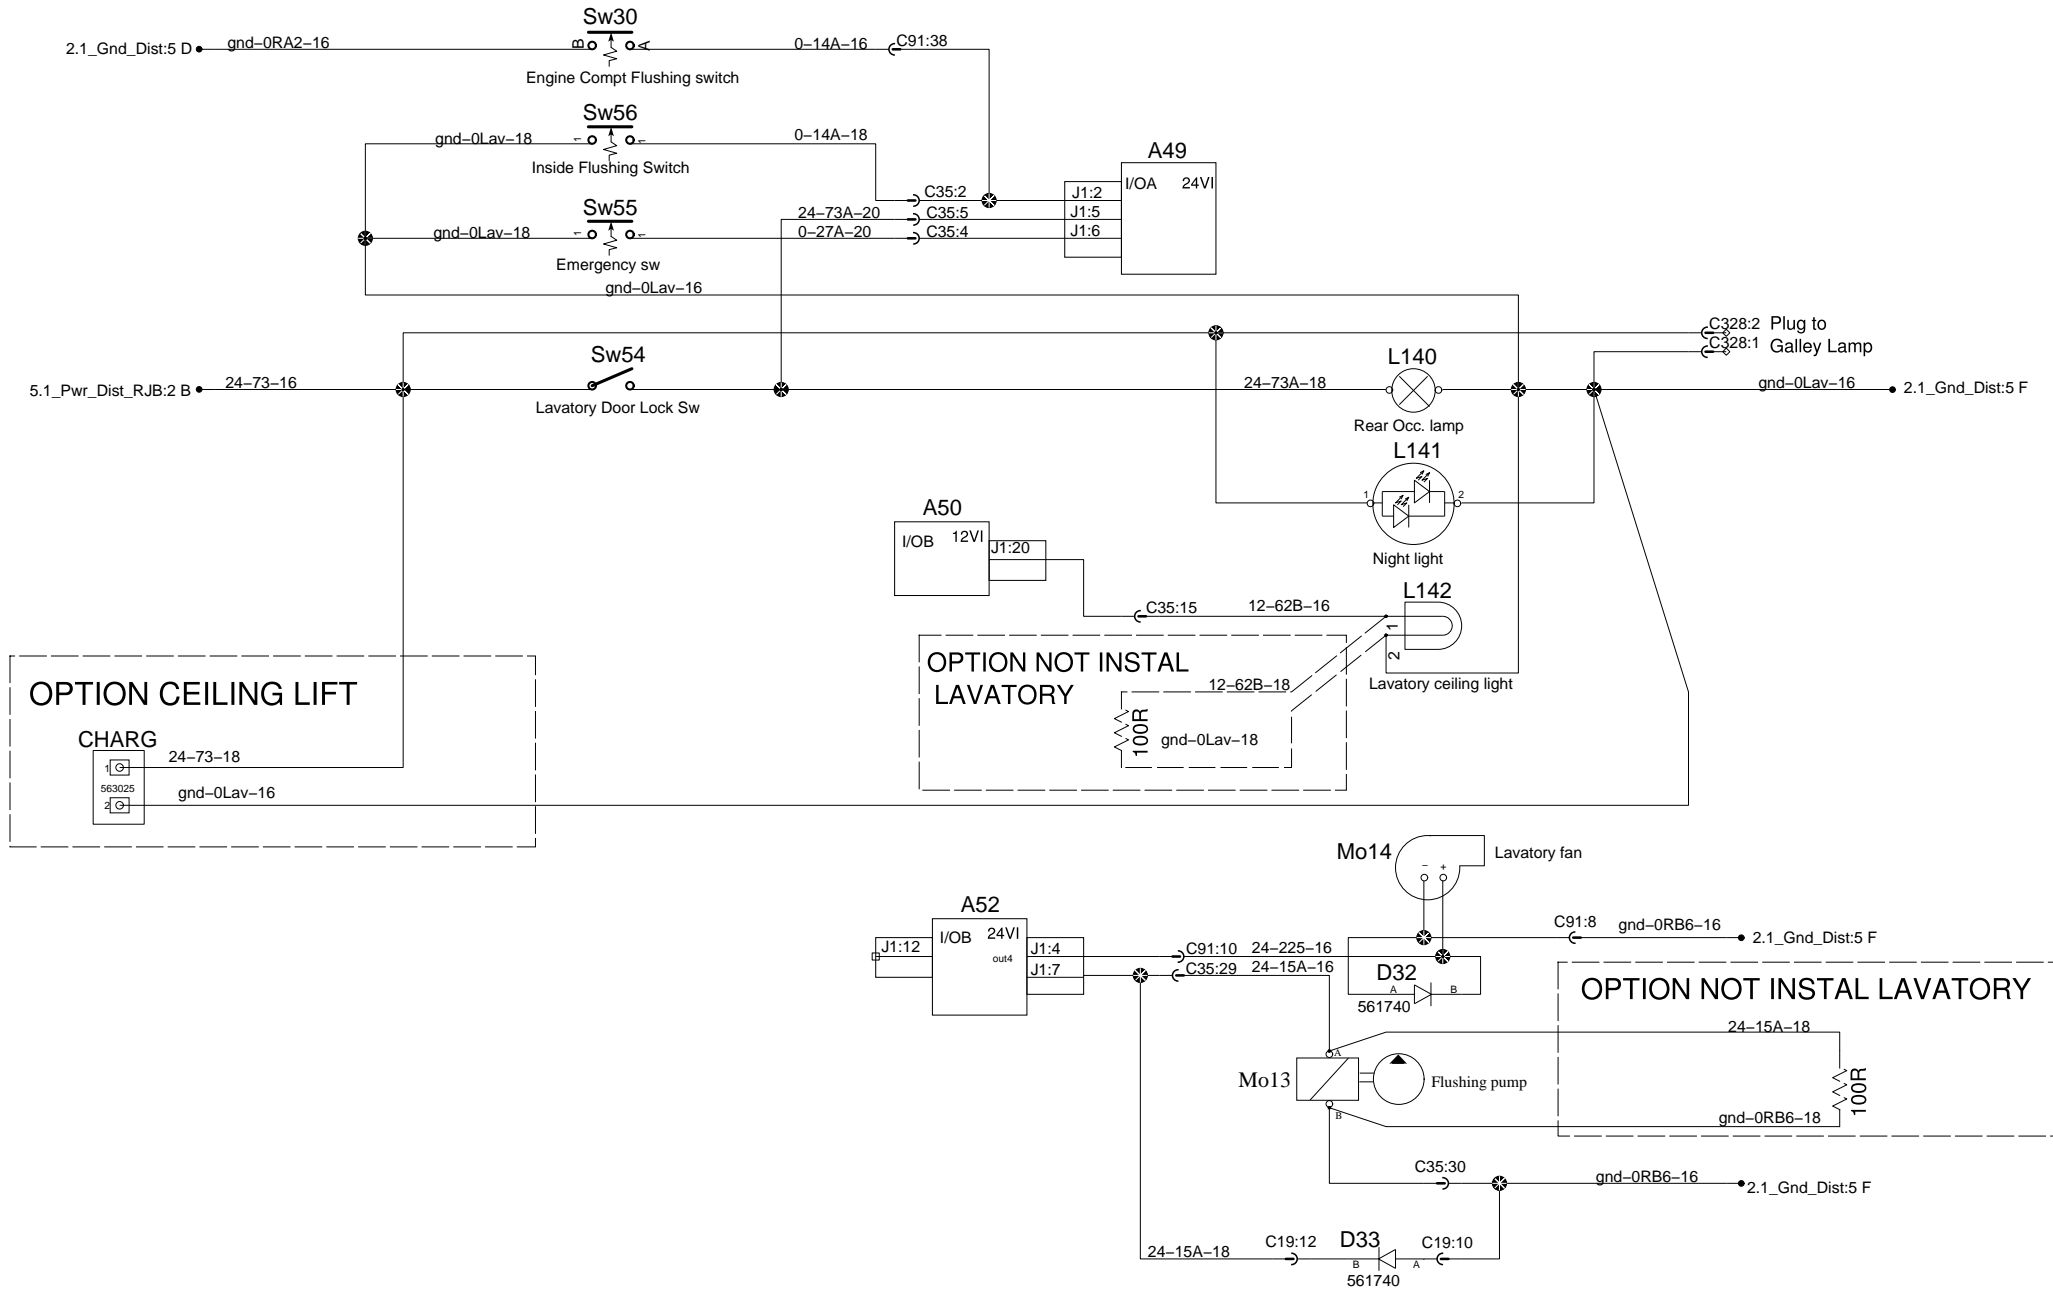 Sw30
2.1_Gnd_Dist:5 D
gnd-0RA2-16
B
A
0-14A-16
C91:38
Engine Compt Flushing switch
Sw56
gnd-0Lav-18
1
1
0-14A-18
Inside Flushing Switch
A49
I/OA
24VI
C35:2
J1:2
Sw55
24-73A-20
C35:5
J1:5
gnd-0Lav-18
1
1
0-27A-20
C35:4
J1:6
Emergency sw
gnd-0Lav-16
C328:2
Plug to
C328:1
Galley Lamp
Sw54
L140
5.1_Pwr_Dist_RJB:2 B
24-73-16
24-73A-18
gnd-0Lav-16
2.1_Gnd_Dist:5 F
Lavatory Door Lock Sw
Rear Occ. lamp
L141
1
2
Night light
A50
I/OB
12VI
J1:20
L142
C35:15
12-62B-16
1
2
Lavatory ceiling light
OPTION NOT INSTAL
LAVATORY
12-62B-18
100R
gnd-0Lav-18
OPTION CEILING LIFT
CHARG
1
24-73-18
563025
2
gnd-0Lav-16
Mo14
Lavatory fan
−
+
A52
I/OB
24VI
out4
J1:12
J1:4
J1:7
C91:10
24-225-16
C35:29
24-15A-16
C91:8
gnd-0RB6-16
2.1_Gnd_Dist:5 F
D32
A
B
561740
OPTION NOT INSTAL LAVATORY
24-15A-18
100R
gnd-0RB6-18
A
Mo13
Flushing pump
B
C35:30
gnd-0RB6-16
2.1_Gnd_Dist:5 F
24-15A-18
C19:12
D33
B
A
C19:10
561740